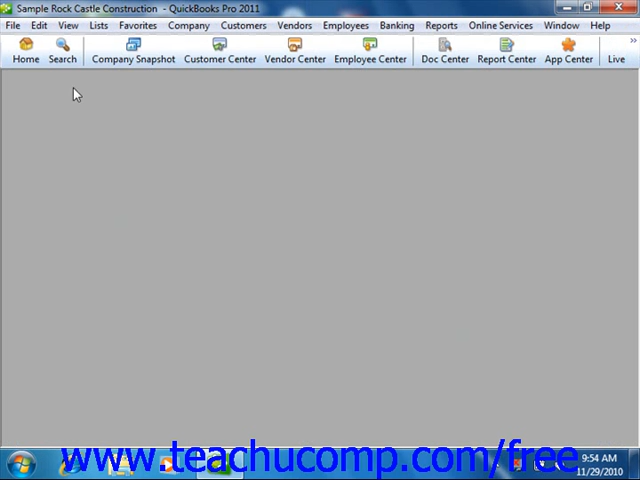 Sample Rock Castle Construction - QuickBooks Pro 2011
File Edit View Lists Favorites Company Customers Vendors Employees Banking Reports Online Services Window Help
Home Search Company Snapshot Customer Center Vendor Center Employee Center Doc Center Report Center App Center Live
www.teachucomp.com/free
9:54 AM
11/29/2010